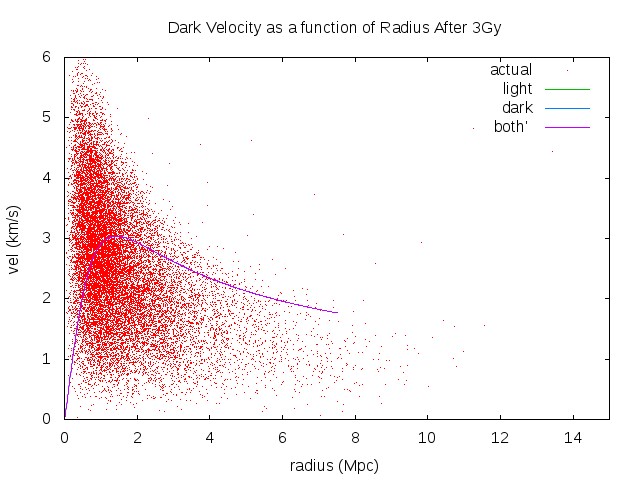 Dark Velocity as a function of Radius After 3Gy
actual
light
dark
both'
6
5
4
3
2
1
0
vel (km/s)
0 2 4 6 8 10 12 14
radius (Mpc)